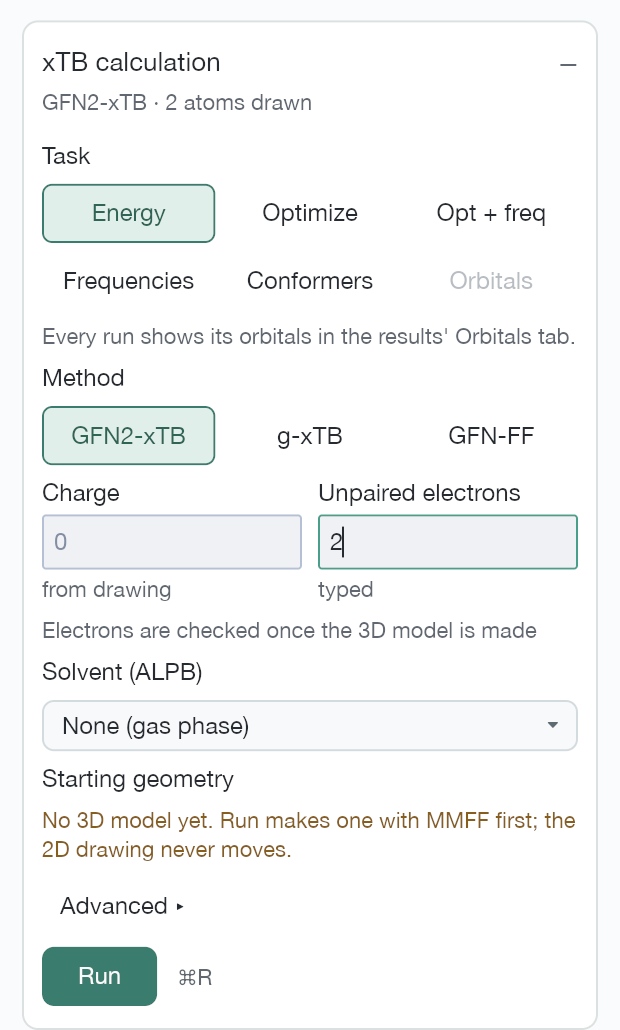 xTB calculation
GFN2-xTB · 2 atoms drawn
Task
Energy Optimize Opt + freq
Frequencies Conformers Orbitals
Every run shows its orbitals in the results' Orbitals tab.
Method
GFN2-xTB g-xTB GFN-FF
Charge Unpaired electrons
0 2
from drawing typed
Electrons are checked once the 3D model is made
Solvent (ALPB)
None (gas phase)
Starting geometry
No 3D model yet. Run makes one with MMFF first; the
2D drawing never moves.
Advanced ▸
Run ⌘R